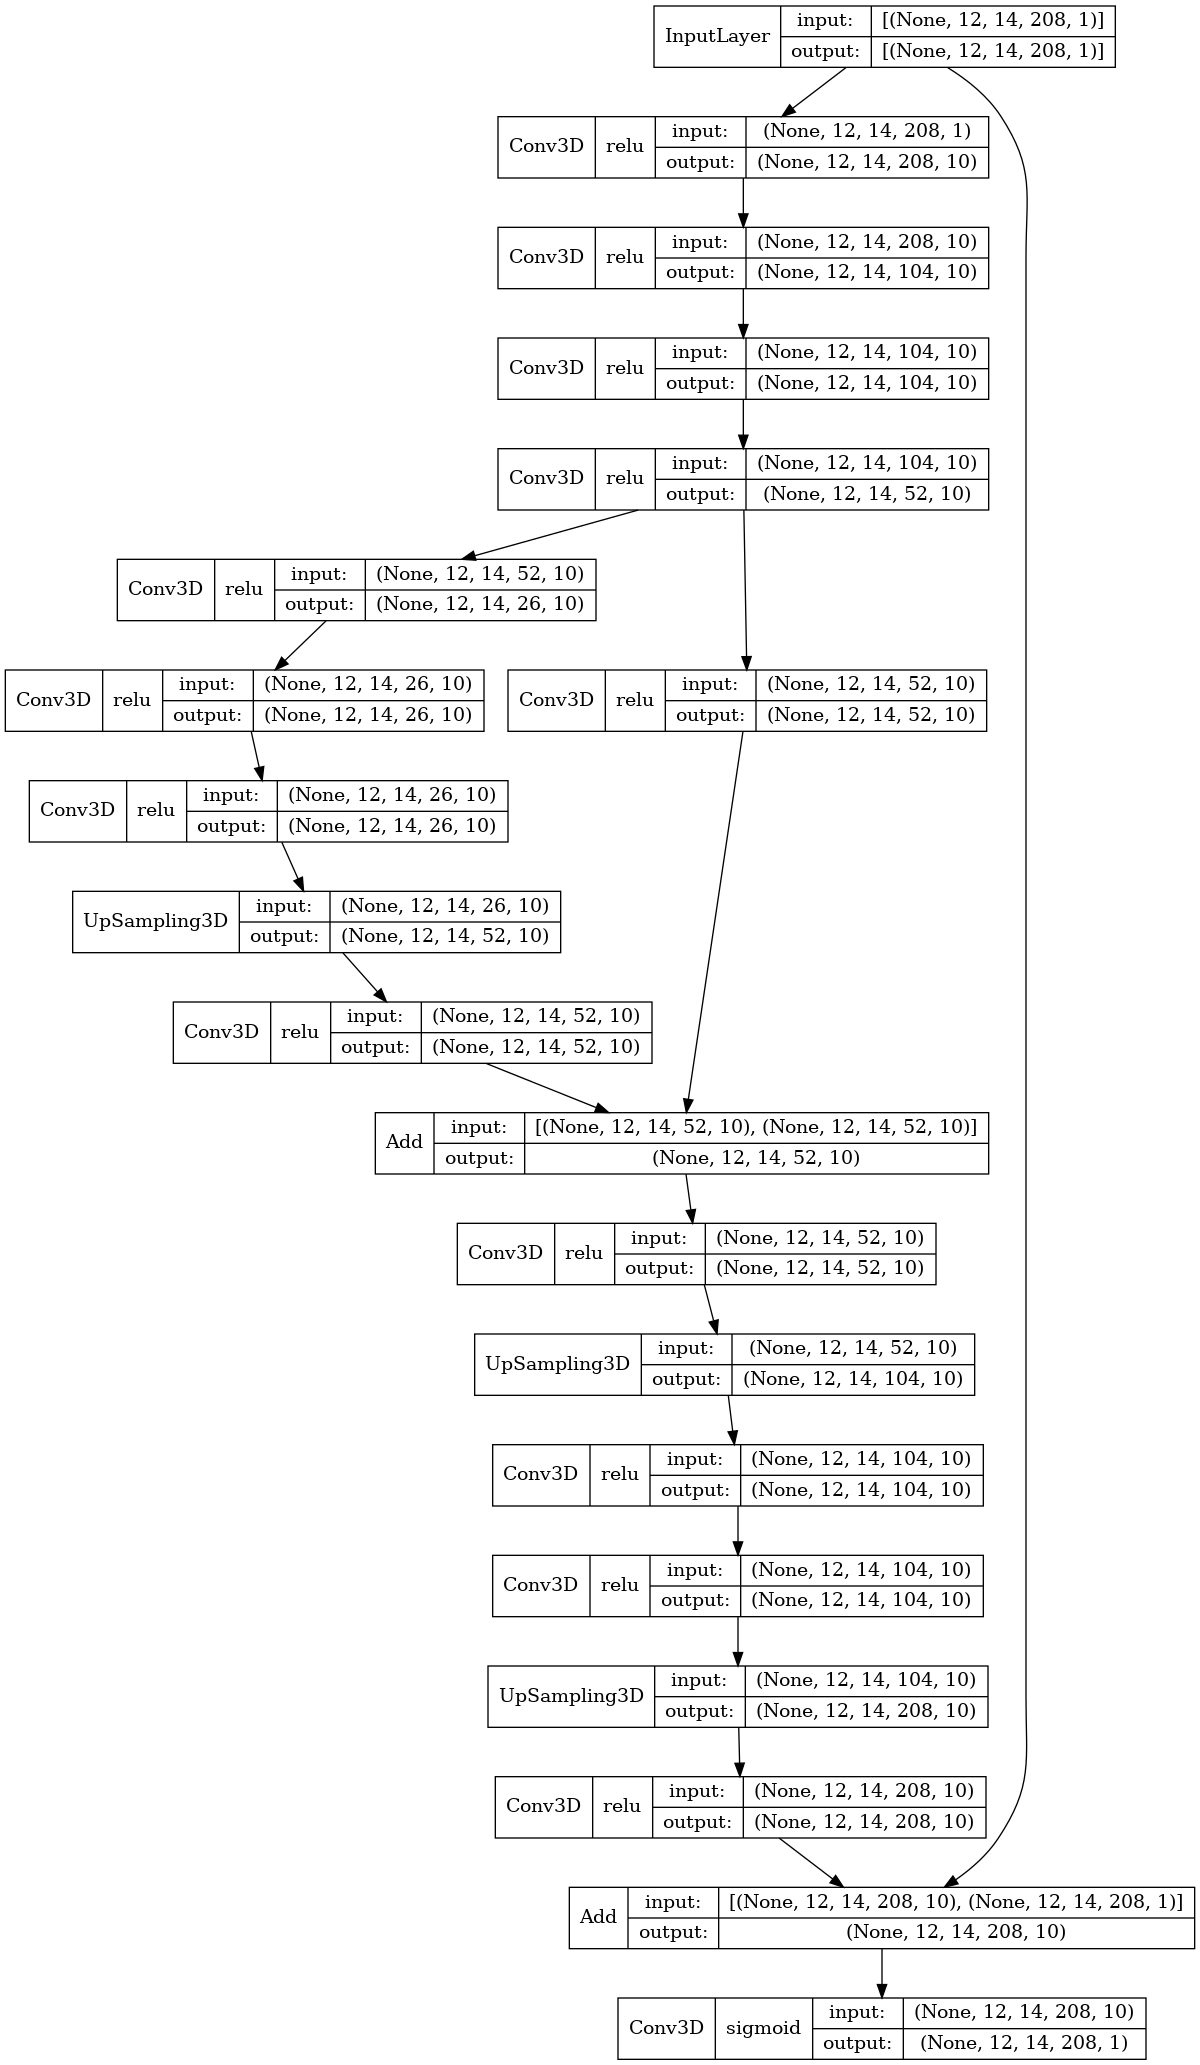 InputLayer input: [(None, 12, 14, 208, 1)]
output: [(None, 12, 14, 208, 1)]
Conv3D relu input: (None, 12, 14, 208, 1)
output: (None, 12, 14, 208, 10)
Conv3D relu input: (None, 12, 14, 208, 10)
output: (None, 12, 14, 104, 10)
Conv3D relu input: (None, 12, 14, 104, 10)
output: (None, 12, 14, 104, 10)
Conv3D relu input: (None, 12, 14, 104, 10)
output: (None, 12, 14, 52, 10)
Conv3D relu input: (None, 12, 14, 52, 10)
output: (None, 12, 14, 26, 10)
Conv3D relu input: (None, 12, 14, 26, 10)
output: (None, 12, 14, 26, 10)
Conv3D relu input: (None, 12, 14, 52, 10)
output: (None, 12, 14, 52, 10)
Conv3D relu input: (None, 12, 14, 26, 10)
output: (None, 12, 14, 26, 10)
UpSampling3D input: (None, 12, 14, 26, 10)
output: (None, 12, 14, 52, 10)
Conv3D relu input: (None, 12, 14, 52, 10)
output: (None, 12, 14, 52, 10)
Add input: [(None, 12, 14, 52, 10), (None, 12, 14, 52, 10)]
output: (None, 12, 14, 52, 10)
Conv3D relu input: (None, 12, 14, 52, 10)
output: (None, 12, 14, 52, 10)
UpSampling3D input: (None, 12, 14, 52, 10)
output: (None, 12, 14, 104, 10)
Conv3D relu input: (None, 12, 14, 104, 10)
output: (None, 12, 14, 104, 10)
Conv3D relu input: (None, 12, 14, 104, 10)
output: (None, 12, 14, 104, 10)
UpSampling3D input: (None, 12, 14, 104, 10)
output: (None, 12, 14, 208, 10)
Conv3D relu input: (None, 12, 14, 208, 10)
output: (None, 12, 14, 208, 10)
Add input: [(None, 12, 14, 208, 10), (None, 12, 14, 208, 1)]
output: (None, 12, 14, 208, 10)
Conv3D sigmoid input: (None, 12, 14, 208, 10)
output: (None, 12, 14, 208, 1)